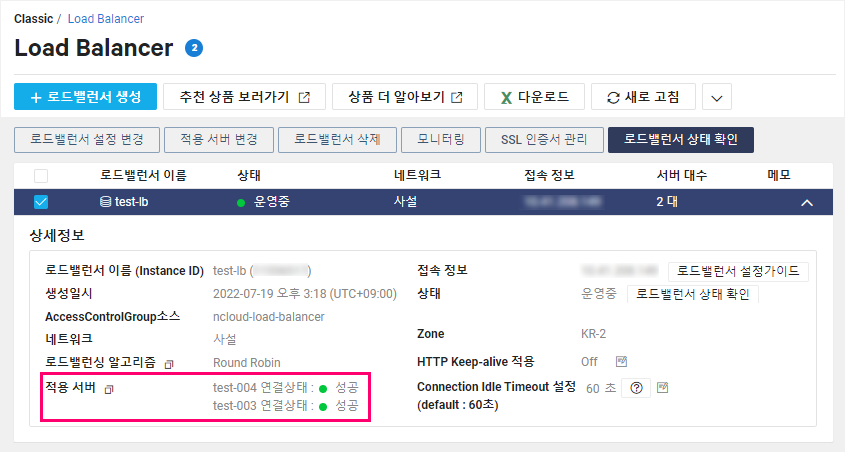 Classic / Load Balancer
Load Balancer 2
+ 로드밸런서 생성 추천 상품 보러가기 상품 더 알아보기 다운로드 새로 고침
로드밸런서 설정 변경 적용 서버 변경 로드밸런서 삭제 모니터링 SSL 인증서 관리 로드밸런서 상태 확인
로드밸런서 이름 상태 네트워크 접속 정보 서버 대수 메모
test-lb 운영중 사설 2 대
상세정보
로드밸런서 이름 (Instance ID) test-lb ( ) 접속 정보 로드밸런서 설정가이드
생성일시 2022-07-19 오후 3:18 (UTC+09:00) 상태 운영중 로드밸런서 상태 확인
AccessControlGroup소스 ncloud-load-balancer
네트워크 사설 Zone KR-2
로드밸런싱 알고리즘 Round Robin HTTP Keep-alive 적용 Off
적용 서버 test-004 연결상태 : 성공 Connection Idle Timeout 설정 60 초
test-003 연결상태 : 성공 (default : 60초)